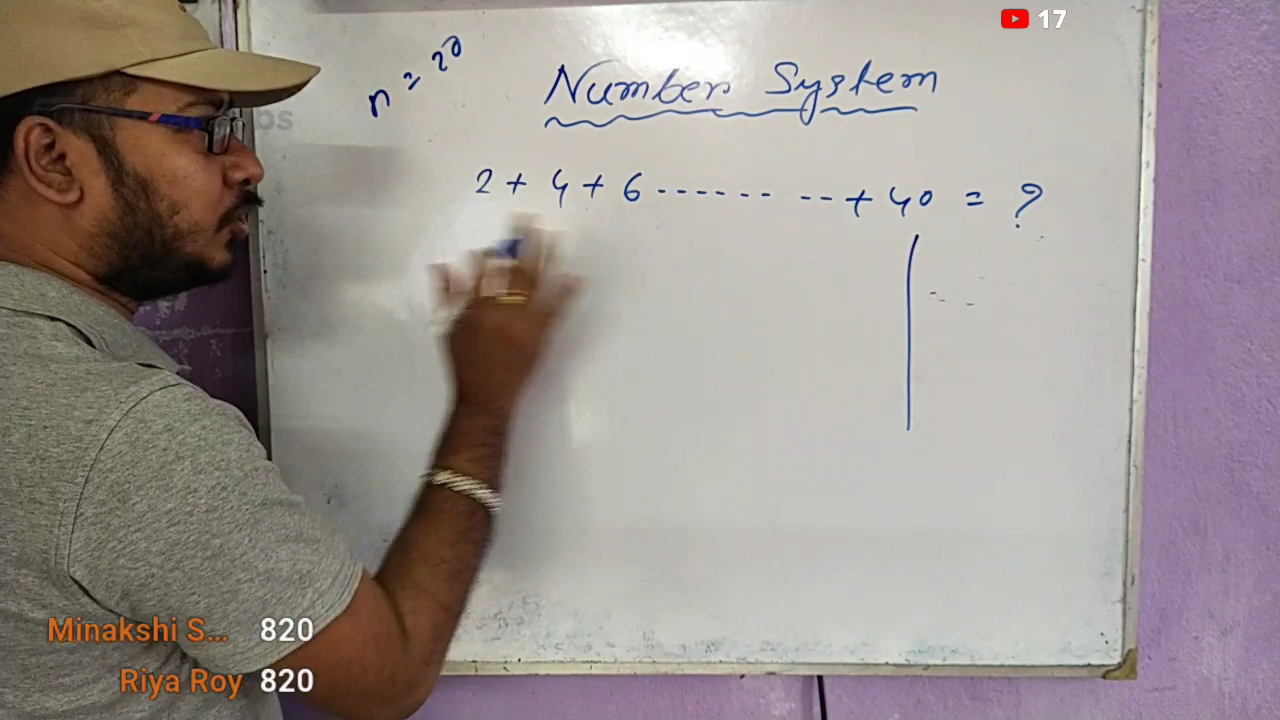 17
n = 20
Number System
2 + 4 + 6 ------ -- + 40 = ?
Minakshi S... 820
Riya Roy 820